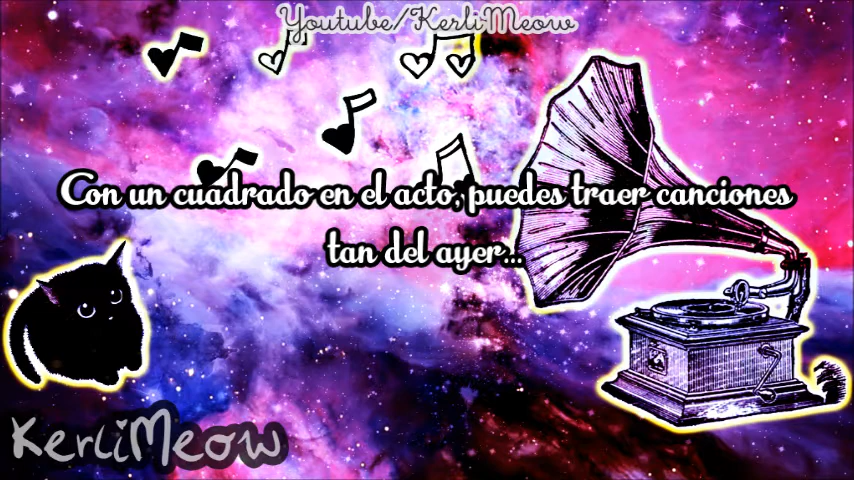 Youtube/KerliMeow
Con un cuadrado en el acto, puedes traer canciones
tan del ayer...
KerliMeow